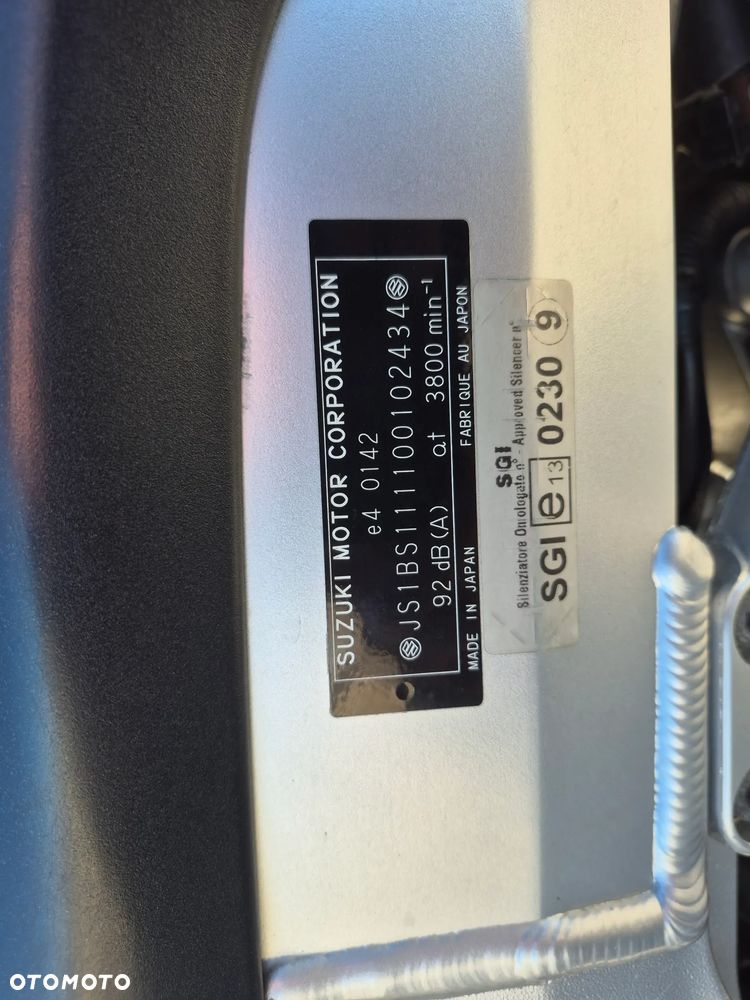 SUZUKI MOTOR CORPORATION
e4 0142
JS1BS111100102434
92 dB(A) at 3800 min⁻¹
MADE IN JAPAN FABRIQUE AU JAPON
SGI
Silenziatore Omologato n° - Approved Silencer n°
SGI e 13 0230 9
OTOMOTO